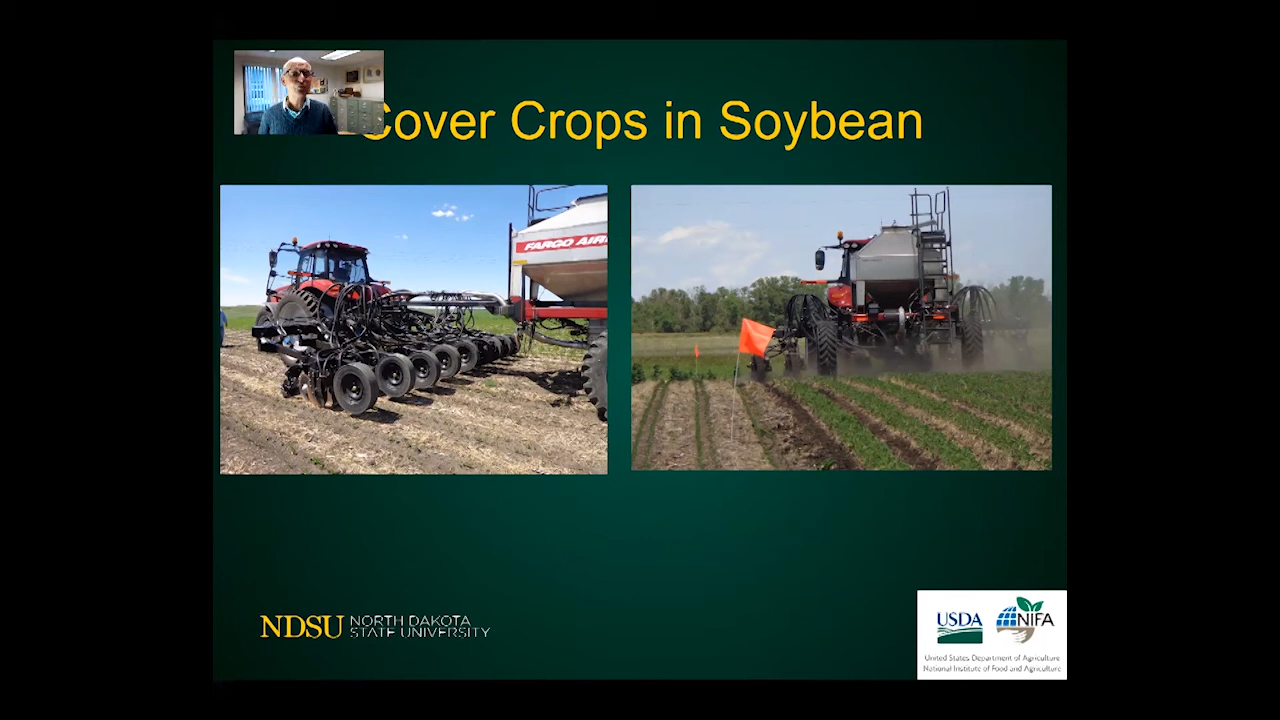 Cover Crops in Soybean
FARGO AIR
NDSU NORTH DAKOTA
STATE UNIVERSITY
USDA NIFA
United States Department of Agriculture
National Institute of Food and Agriculture